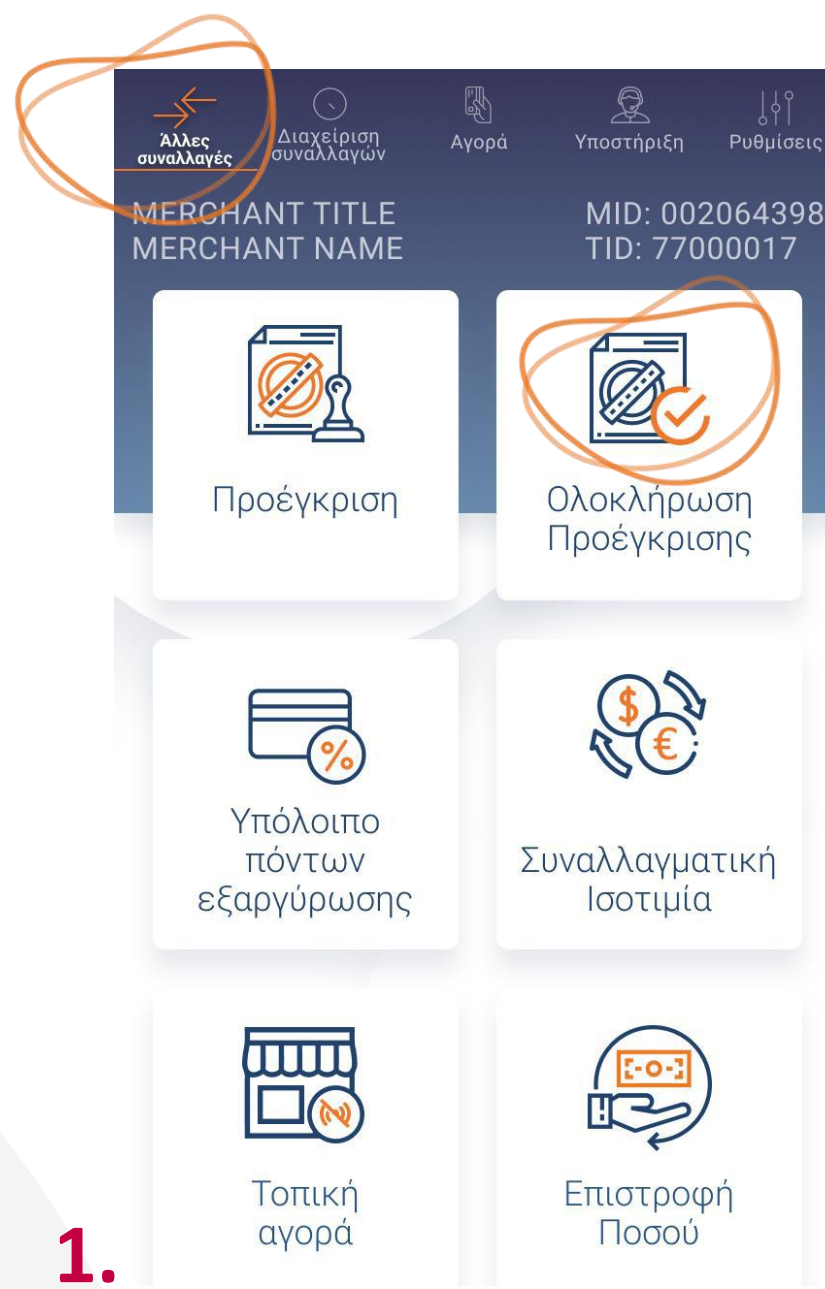 Άλλες
συναλλαγές
Διαχείριση
συναλλαγών
Αγορά
Υποστήριξη
Ρυθμίσεις
MERCHANT TITLE
MERCHANT NAME
MID: 002064398
TID: 77000017
Προέγκριση
Ολοκλήρωση
Προέγκρισης
%
Υπόλοιπο
πόντων
εξαργύρωσης
$
€
Συναλλαγματική
Ισοτιμία
Τοπική
αγορά
Επιστροφή
Ποσού
1.